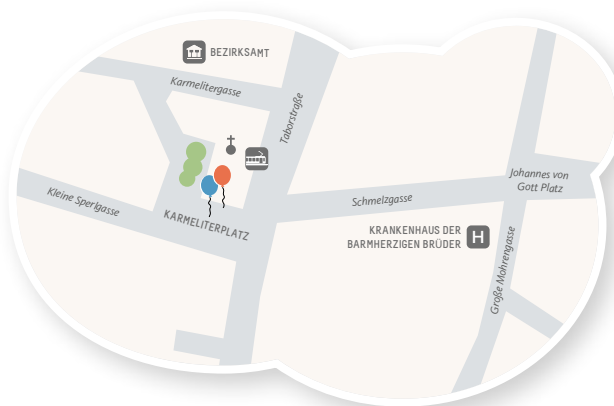 BEZIRKSAMT
Karmelitergasse
Taborstraße
Kleine Sperlgasse
KARMELITERPLATZ
Schmelzgasse
Johannes von
Gott Platz
KRANKENHAUS DER
BARMHERZIGEN BRÜDER
H
Große Mohrengasse